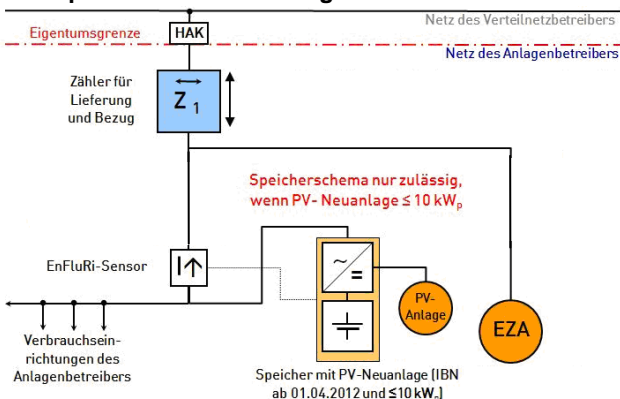 Netz des Verteilnetzbetreibers
Eigentumsgrenze
HAK
Netz des Anlagenbetreibers
Zähler für
Lieferung
und Bezug
Z 1
Speicherschema nur zulässig,
wenn PV- Neuanlage ≤ 10 kWp
EnFluRi-Sensor
I↑
~
=
PV-
Anlage
EZA
Verbrauchsein-
richtungen des
Anlagenbetreibers
Speicher mit PV-Neuanlage [IBN
ab 01.04.2012 und ≤10 kWp]